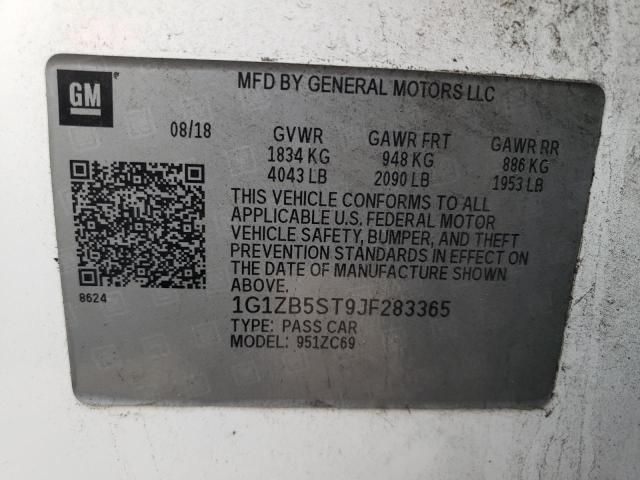 GM
MFD BY GENERAL MOTORS LLC
08/18 GVWR GAWR FRT GAWR RR
1834 KG 948 KG 886 KG
4043 LB 2090 LB 1953 LB
THIS VEHICLE CONFORMS TO ALL
APPLICABLE U.S. FEDERAL MOTOR
VEHICLE SAFETY, BUMPER, AND THEFT
PREVENTION STANDARDS IN EFFECT ON
THE DATE OF MANUFACTURE SHOWN
ABOVE.
8624
1G1ZB5ST9JF283365
TYPE: PASS CAR
MODEL: 951ZC69